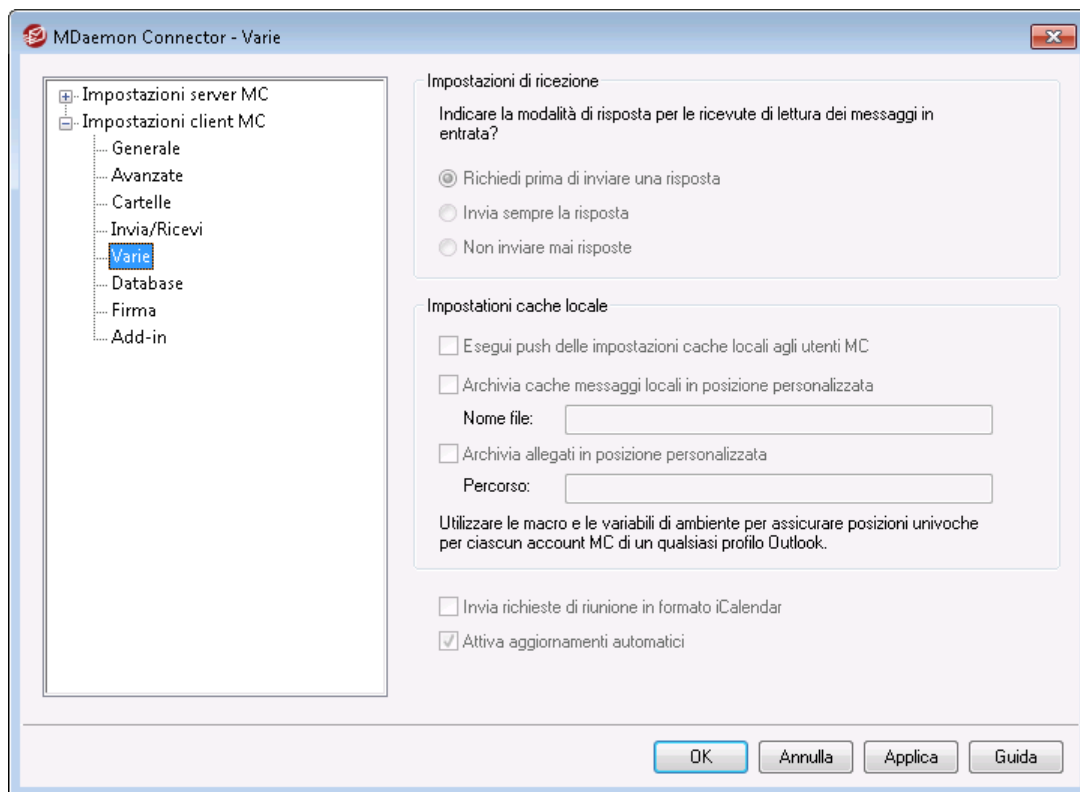 MDaemon Connector - Varie
Impostazioni server MC
Impostazioni client MC
Generale
Avanzate
Cartelle
Invia/Ricevi
Varie
Database
Firma
Add-in
Impostazioni di ricezione
Indicare la modalità di risposta per le ricevute di lettura dei messaggi in
entrata?
Richiedi prima di inviare una risposta
Invia sempre la risposta
Non inviare mai risposte
Impostationi cache locale
Esegui push delle impostazioni cache locali agli utenti MC
Archivia cache messaggi locali in posizione personalizzata
Nome file:
Archivia allegati in posizione personalizzata
Percorso:
Utilizzare le macro e le variabili di ambiente per assicurare posizioni univoche
per ciascun account MC di un qualsiasi profilo Outlook.
Invia richieste di riunione in formato iCalendar
Attiva aggiornamenti automatici
OK
Annulla
Applica
Guida